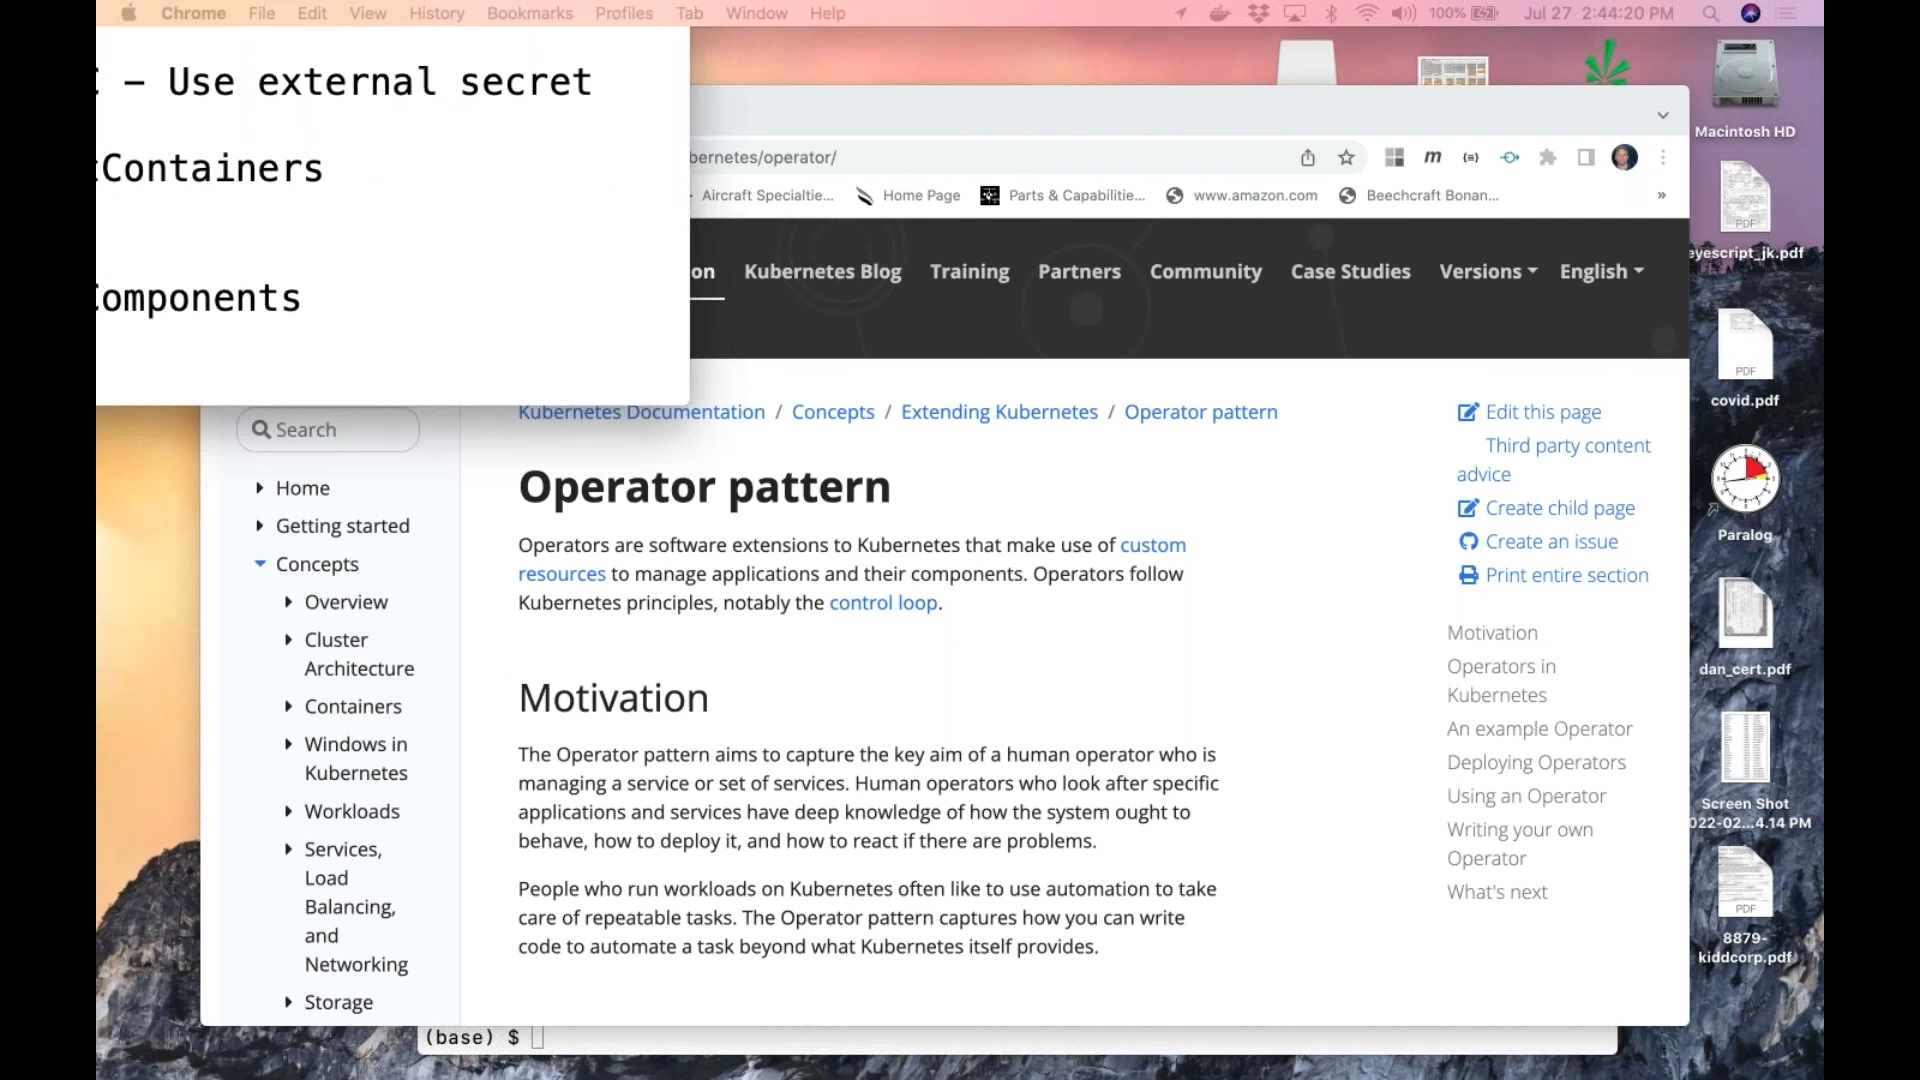 Chrome File Edit View History Bookmarks Profiles Tab Window Help 100% Jul 27 2:44:20 PM
– Use external secret
Containers
omponents
bernetes/operator/
Aircraft Specialtie... Home Page Parts & Capabilitie... www.amazon.com Beechcraft Bonan... »
on Kubernetes Blog Training Partners Community Case Studies Versions English
Kubernetes Documentation / Concepts / Extending Kubernetes / Operator pattern
Search
Home
Getting started
Concepts
Overview
Cluster
Architecture
Containers
Windows in
Kubernetes
Workloads
Services,
Load
Balancing,
and
Networking
Storage
Operator pattern
Operators are software extensions to Kubernetes that make use of custom
resources to manage applications and their components. Operators follow
Kubernetes principles, notably the control loop.
Motivation
The Operator pattern aims to capture the key aim of a human operator who is
managing a service or set of services. Human operators who look after specific
applications and services have deep knowledge of how the system ought to
behave, how to deploy it, and how to react if there are problems.
People who run workloads on Kubernetes often like to use automation to take
care of repeatable tasks. The Operator pattern captures how you can write
code to automate a task beyond what Kubernetes itself provides.
Edit this page
Third party content
advice
Create child page
Create an issue
Print entire section
Motivation
Operators in
Kubernetes
An example Operator
Deploying Operators
Using an Operator
Writing your own
Operator
What's next
Macintosh HD
PDF
eyescript_jk.pdf
PDF
covid.pdf
Paralog
dan_cert.pdf
Screen Shot
022-02...4.14 PM
PDF
8879-
kiddcorp.pdf
(base) $